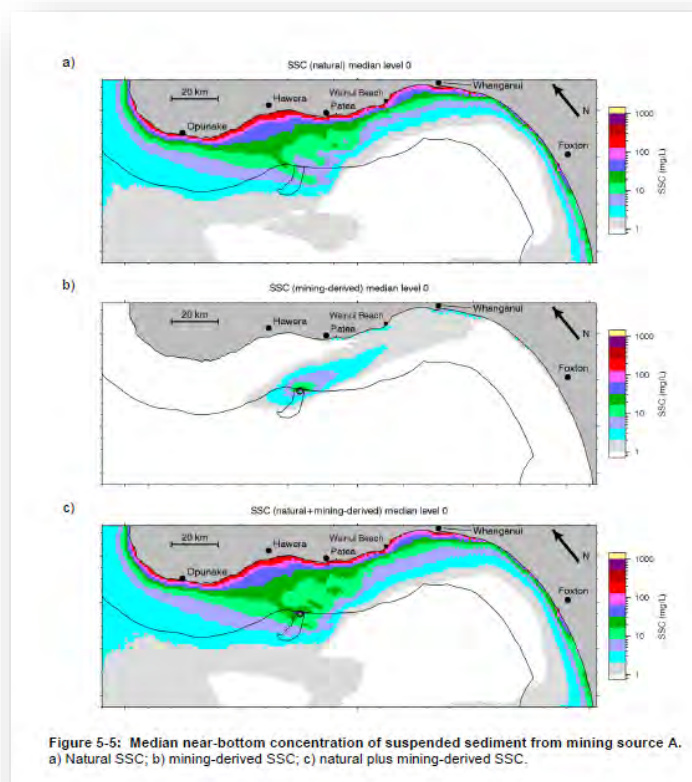 a)
SSC (natural) median level 0
20 km
Opunake
Hawera
Patea
Wainui Beach
Whanganui
N
Foxton
1000
100
10
1
SSC (mg/L)
b)
SSC (mining-derived) median level 0
20 km
Hawera
Patea
Wainui Beach
Whanganui
N
Foxton
1000
100
10
1
SSC (mg/L)
c)
SSC (natural+mining-derived) median level 0
20 km
Opunake
Hawera
Patea
Wainui Beach
Whanganui
N
Foxton
1000
100
10
1
SSC (mg/L)
Figure 5-5: Median near-bottom concentration of suspended sediment from mining source A.
a) Natural SSC; b) mining-derived SSC; c) natural plus mining-derived SSC.